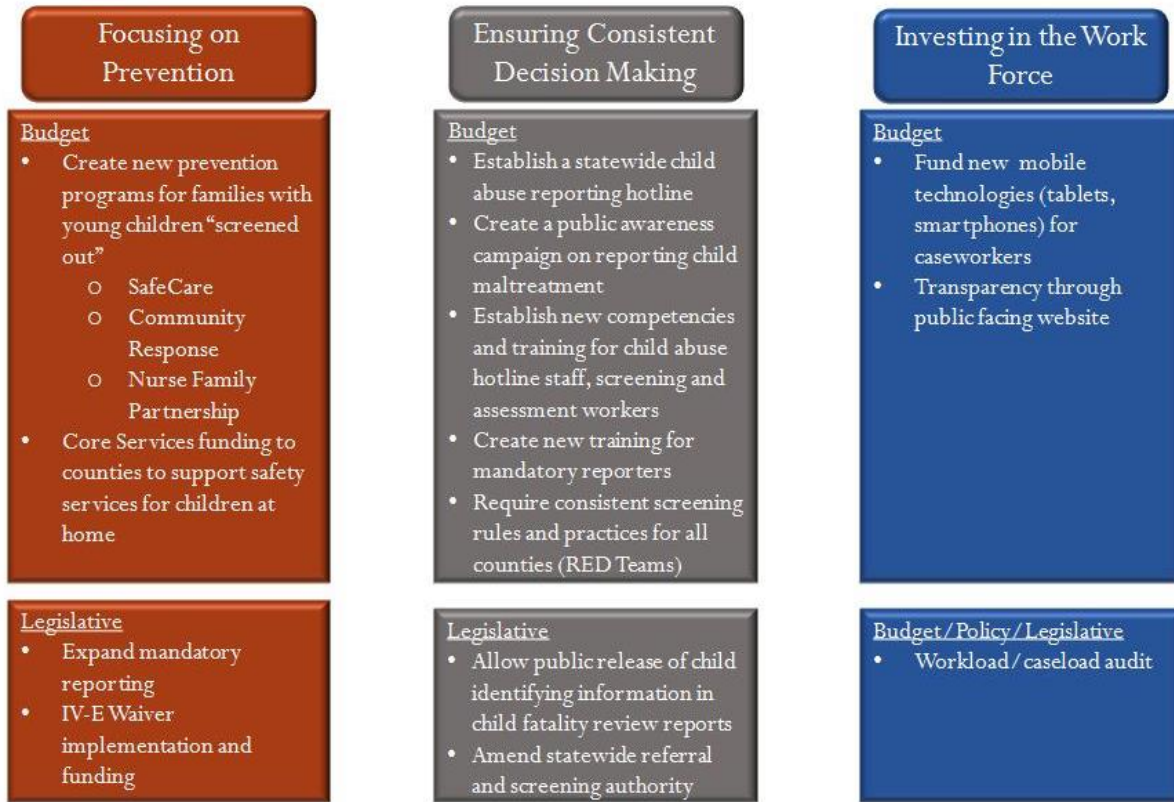 Focusing on
Prevention
Budget
• Create new prevention
programs for families with
young children "screened
out"
o SafeCare
o Community
Response
o Nurse Family
Partnership
• Core Services funding to
counties to support safety
services for children at
home
Legislative
• Expand mandatory
reporting
• IV-E Waiver
implementation and
funding
Ensuring Consistent
Decision Making
Budget
• Establish a statewide child
abuse reporting hotline
• Create a public awareness
campaign on reporting child
maltreatment
• Establish new competencies
and training for child abuse
hotline staff, screening and
assessment workers
• Create new training for
mandatory reporters
• Require consistent screening
rules and practices for all
counties (RED Teams)
Legislative
• Allow public release of child
identifying information in
child fatality review reports
• Amend statewide referral
and screening authority
Investing in the Work
Force
Budget
• Fund new mobile
technologies (tablets,
smartphones) for
caseworkers
• Transparency through
public facing website
Budget/Policy/Legislative
• Workload/caseload audit